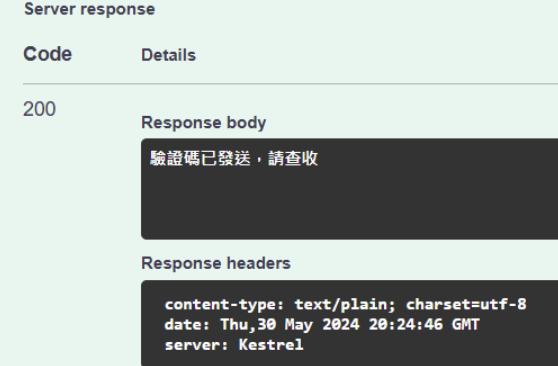 Server response
Code Details
200
Response body
驗證碼已發送，請查收
Response headers
content-type: text/plain; charset=utf-8
date: Thu,30 May 2024 20:24:46 GMT
server: Kestrel